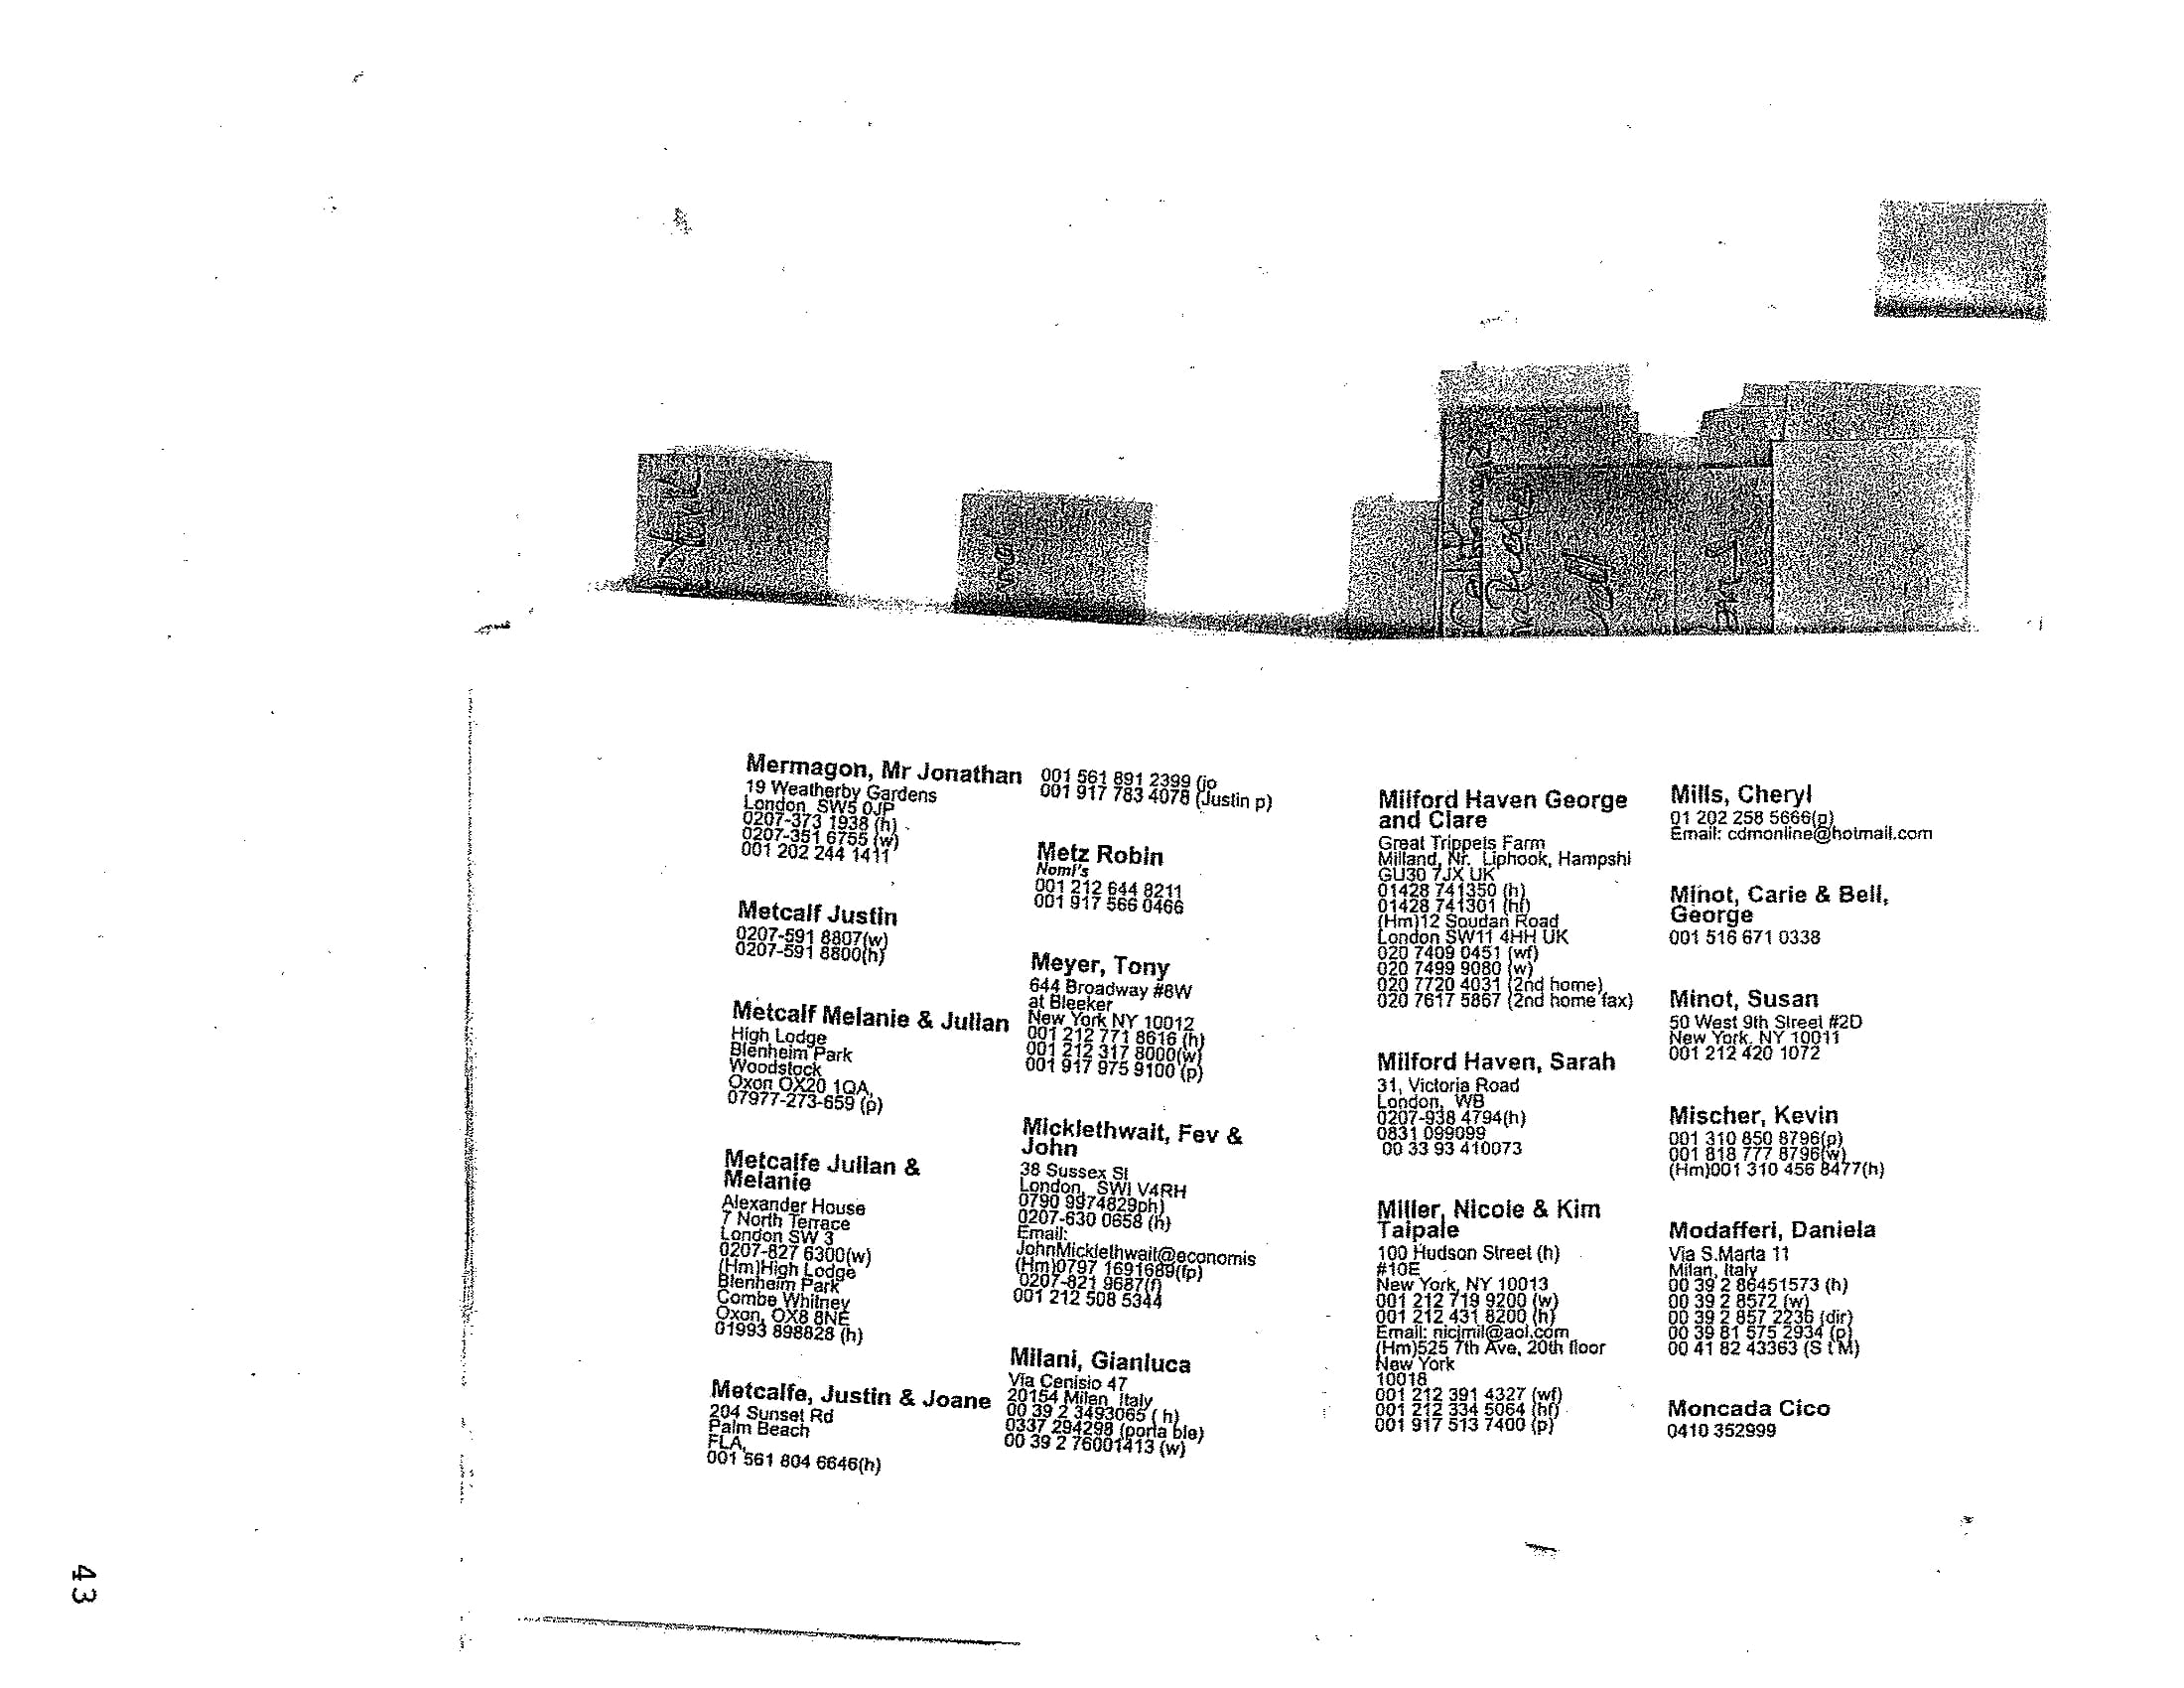 Mermagon, Mr Jonathan
19 Weatherby Gardens
London, SW5 0JP
0207-373 1938 (h)
0207-351 6755 (w)
001 202 244 1411
Metcalf Justin
0207-591 8807(w)
0207-591 8800(h)
Metcalf Melanie & Julian
High Lodge
Blenheim Park
Woodstock
Oxon OX20 1QA,
07977-273-659 (p)
Metcalfe Julian &
Melanie
Alexander House
7 North Terrace
London SW 3
0207-827 6300(w)
(Hm)High Lodge
Blenheim Park
Combe Whitney
Oxon, OX8 8NE
01993 898828 (h)
Metcalfe, Justin & Joane
204 Sunset Rd
Palm Beach
FLA,
001 561 804 6646(h)
001 561 891 2399 (jo
001 917 783 4078 (Justin p)
Metz Robin
Nomi's
001 212 644 8211
001 917 566 0466
Meyer, Tony
644 Broadway #8W
at Bleeker
New York NY 10012
001 212 771 8616 (h)
001 212 317 8000(w)
001 917 975 9100 (p)
Micklethwait, Fev &
John
38 Sussex St
London, SWI V4RH
0790 9974829ph)
0207-630 0658 (h)
Email:
JohnMicklethwait@economis
(Hm)0797 1691689(fp)
0207-821 9687(f)
001 212 508 5344
Milani, Gianluca
Via Cenisio 47
20154 Milan, Italy
00 39 2 3493065 ( h)
0337 294298 (porta ble)
00 39 2 76001413 (w)
Milford Haven George
and Clare
Great Trippets Farm
Milland, Nr. Liphook, Hampshi
GU30 7JX UK
01428 741350 (h)
01428 741301 (hf)
(Hm)12 Soudan Road
London SW11 4HH UK
020 7409 0451 (wf)
020 7499 9080 (w)
020 7720 4031 (2nd home)
020 7617 5867 (2nd home fax)
Milford Haven, Sarah
31, Victoria Road
London, W8
0207-938 4794(h)
0831 099099
00 33 93 410073
Miller, Nicole & Kim
Taipale
100 Hudson Street (h)
#10E
New York, NY 10013
001 212 719 9200 (w)
001 212 431 8200 (h)
Email: nicjmil@aol.com
(Hm)525 7th Ave, 20th floor
New York
10018
001 212 391 4327 (wf)
001 212 334 5064 (hf)
001 917 513 7400 (p)
Mills, Cheryl
01 202 258 5666(p)
Email: cdmonline@hotmail.com
Minot, Carie & Bell,
George
001 516 671 0338
Minot, Susan
50 West 9th Street #2D
New York, NY 10011
001 212 420 1072
Mischer, Kevin
001 310 850 8796(p)
001 818 777 8796(w)
(Hm)001 310 456 8477(h)
Modafferi, Daniela
Via S.Marta 11
Milan, Italy
00 39 2 86451573 (h)
00 39 2 8572 (w)
00 39 2 857 2236 (dir)
00 39 81 575 2934 (p)
00 41 82 43363 (S t M)
Moncada Cico
0410 352999
43